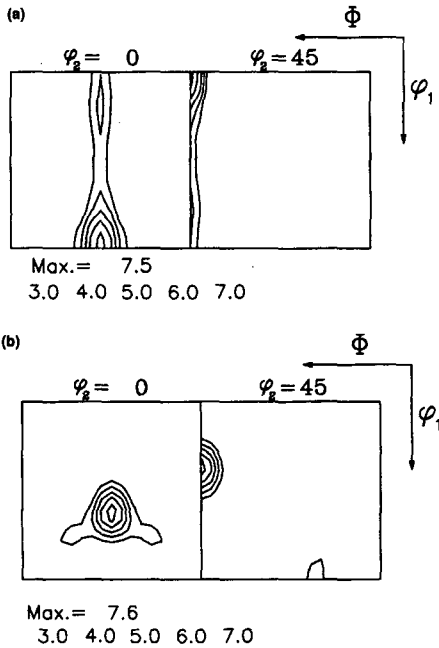 (a)
Φ
φ₂ = 0 φ₂ = 45
φ₁
Max.= 7.5
3.0 4.0 5.0 6.0 7.0
(b)
Φ
φ₂ = 0 φ₂ = 45
φ₁
Max.= 7.6
3.0 4.0 5.0 6.0 7.0